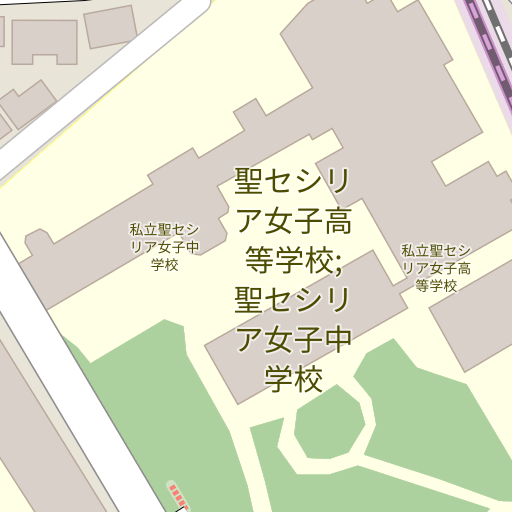 聖セシリ
ア女子高
等学校;
聖セシリ
ア女子中
学校
私立聖セシ
リア女子中
学校
私立聖セシ
リア女子高
等学校